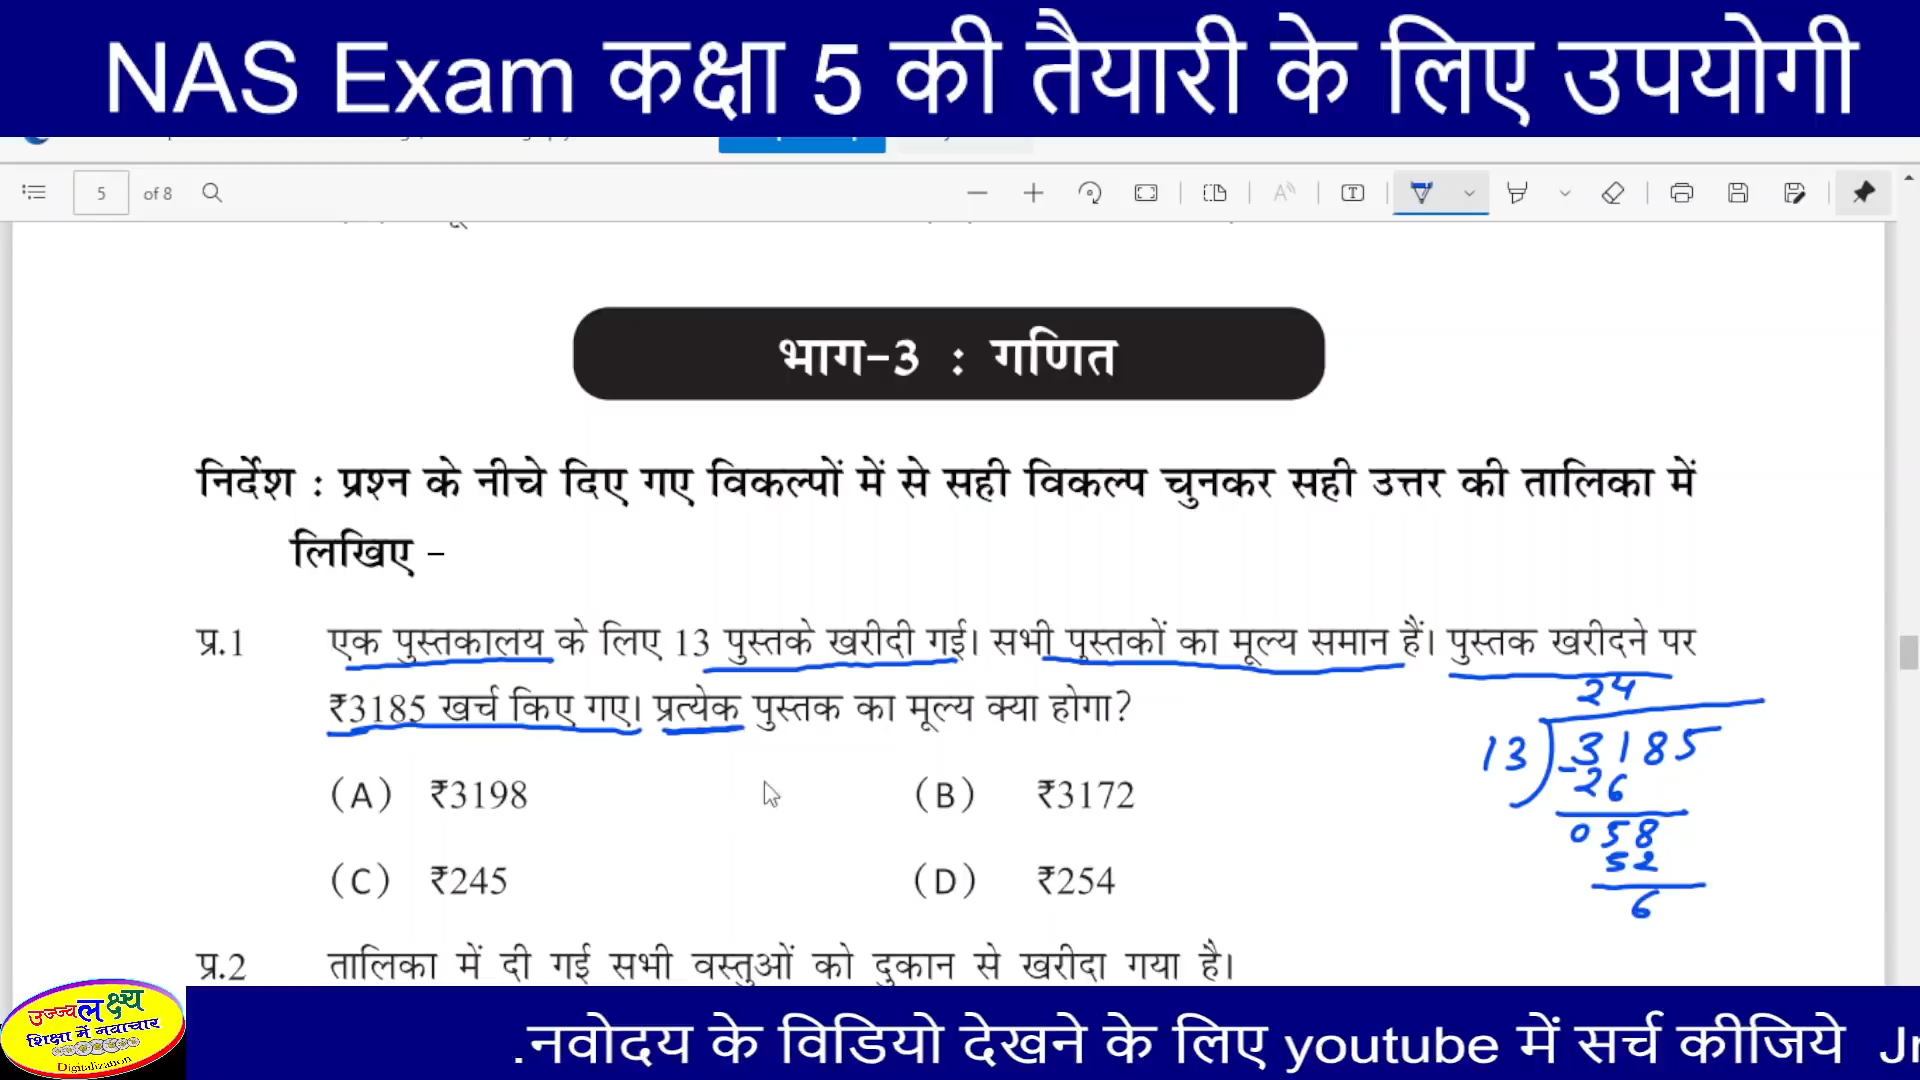 NAS Exam कक्षा 5 की तैयारी के लिए उपयोगी
5 of 8
भाग-3 : गणित
निर्देश : प्रश्न के नीचे दिए गए विकल्पों में से सही विकल्प चुनकर सही उत्तर की तालिका में
लिखिए -
प्र.1 एक पुस्तकालय के लिए 13 पुस्तके खरीदी गई। सभी पुस्तकों का मूल्य समान हैं। पुस्तक खरीदने पर
₹3185 खर्च किए गए। प्रत्येक पुस्तक का मूल्य क्या होगा?
(A) ₹3198 (B) ₹3172
(C) ₹245 (D) ₹254
24
13 3185
-26
058
52
6
प्र.2 तालिका में दी गई सभी वस्तुओं को दुकान से खरीदा गया है।
उज्ज्वलक्ष्य
शिक्षा में नवाचार
Digitalization
.नवोदय के विडियो देखने के लिए youtube में सर्च कीजिये